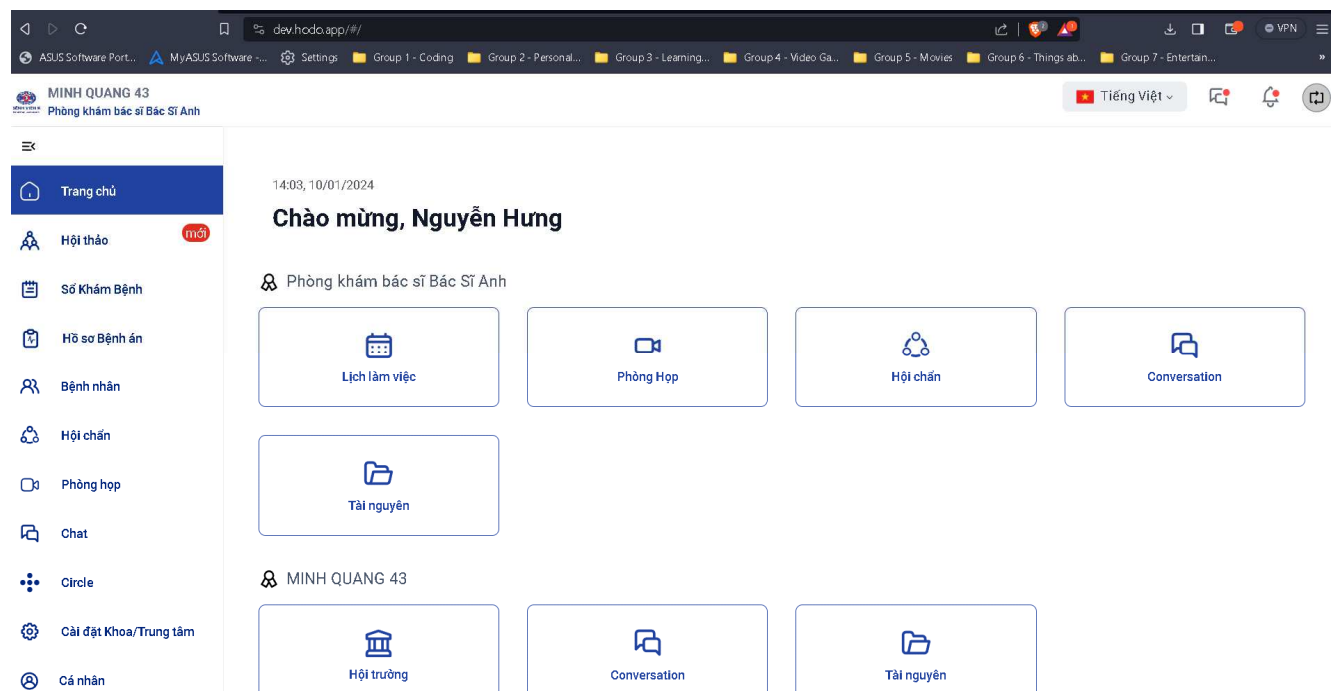 dev.hodo.app/#/
VPN
ASUS Software Port... MyASUS Software -... Settings Group 1 - Coding Group 2 - Personal... Group 3 - Learning... Group 4 - Video Ga... Group 5 - Movies Group 6 - Things ab... Group 7 - Entertain... »
MINH QUANG 43
Phòng khám bác sĩ Bác Sĩ Anh
Tiếng Việt
Trang chủ
Hội thảo mới
Sổ Khám Bệnh
Hồ sơ Bệnh án
Bệnh nhân
Hội chẩn
Phòng họp
Chat
Circle
Cài đặt Khoa/Trung tâm
Cá nhân
14:03, 10/01/2024
Chào mừng, Nguyễn Hưng
Phòng khám bác sĩ Bác Sĩ Anh
Lịch làm việc
Phòng Họp
Hội chẩn
Conversation
Tài nguyên
MINH QUANG 43
Hội trường
Conversation
Tài nguyên